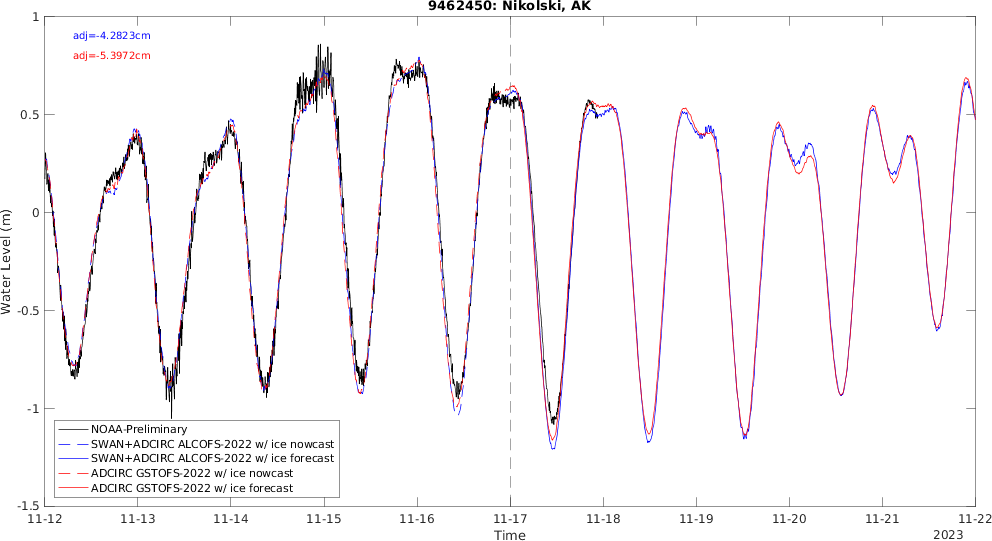 9462450: Nikolski, AK
adj=-4.2823cm
adj=-5.3972cm
Water Level (m)
1
0.5
0
-0.5
-1
-1.5
NOAA-Preliminary
SWAN+ADCIRC ALCOFS-2022 w/ ice nowcast
SWAN+ADCIRC ALCOFS-2022 w/ ice forecast
ADCIRC GSTOFS-2022 w/ ice nowcast
ADCIRC GSTOFS-2022 w/ ice forecast
11-12 11-13 11-14 11-15 11-16 11-17 11-18 11-19 11-20 11-21 11-22
Time
2023